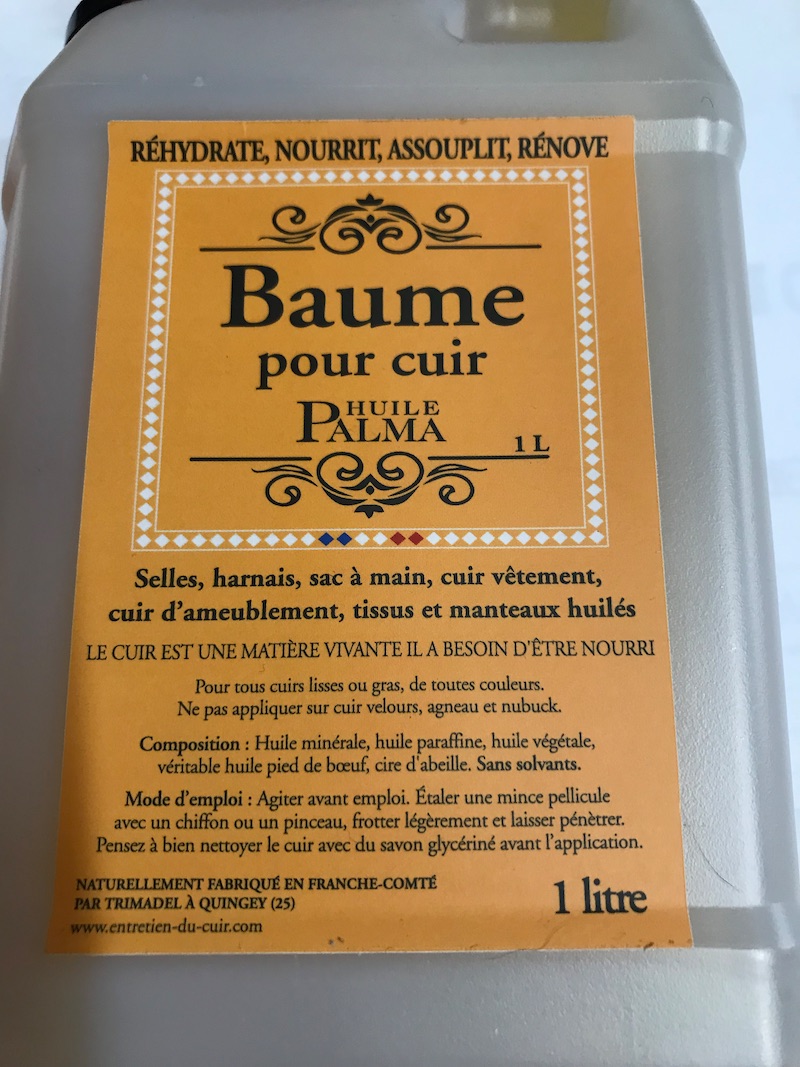 RÉHYDRATE, NOURRIT, ASSOUPLIT, RÉNOVE
Baume
pour cuir
HUILE
PALMA
1 L
Selles, harnais, sac à main, cuir vêtement,
cuir d'ameublement, tissus et manteaux huilés
LE CUIR EST UNE MATIÈRE VIVANTE IL A BESOIN D'ÊTRE NOURRI
Pour tous cuirs lisses ou gras, de toutes couleurs.
Ne pas appliquer sur cuir velours, agneau et nubuck.
Composition : Huile minérale, huile paraffine, huile végétale,
véritable huile pied de bœuf, cire d'abeille. Sans solvants.
Mode d'emploi : Agiter avant emploi. Étaler une mince pellicule
avec un chiffon ou un pinceau, frotter légèrement et laisser pénètrer.
Pensez à bien nettoyer le cuir avec du savon glycériné avant l'application.
NATURELLEMENT FABRIQUÉ EN FRANCHE-COMTÉ
PAR TRIMADEL À QUINGEY (25)
www.entretien-du-cuir.com
1 litre